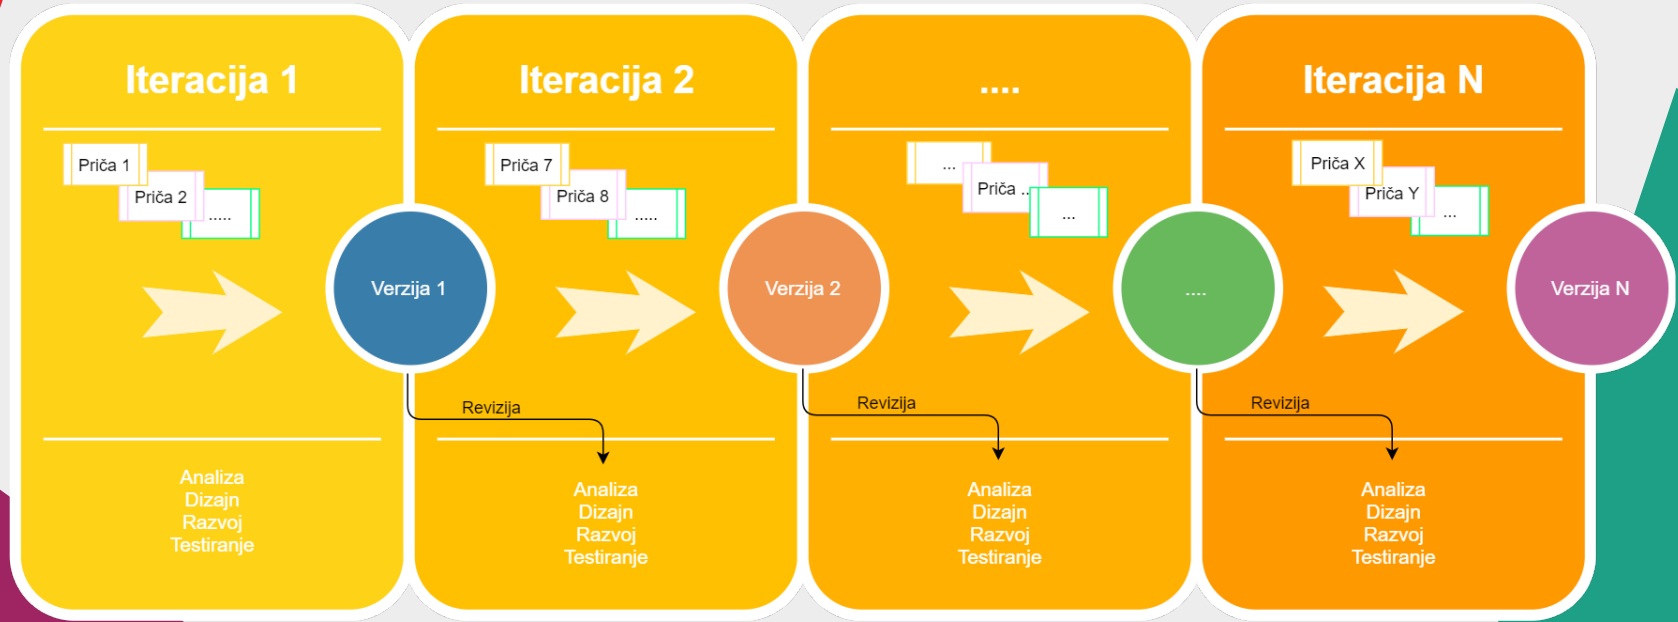 Iteracija 1
Priča 1
Priča 2
.....
Verzija 1
Analiza
Dizajn
Razvoj
Testiranje
Iteracija 2
Priča 7
Priča 8
.....
Verzija 2
Revizija
Analiza
Dizajn
Razvoj
Testiranje
....
...
Priča ..
...
....
Revizija
Analiza
Dizajn
Razvoj
Testiranje
Iteracija N
Priča X
Priča Y
...
Verzija N
Revizija
Analiza
Dizajn
Razvoj
Testiranje